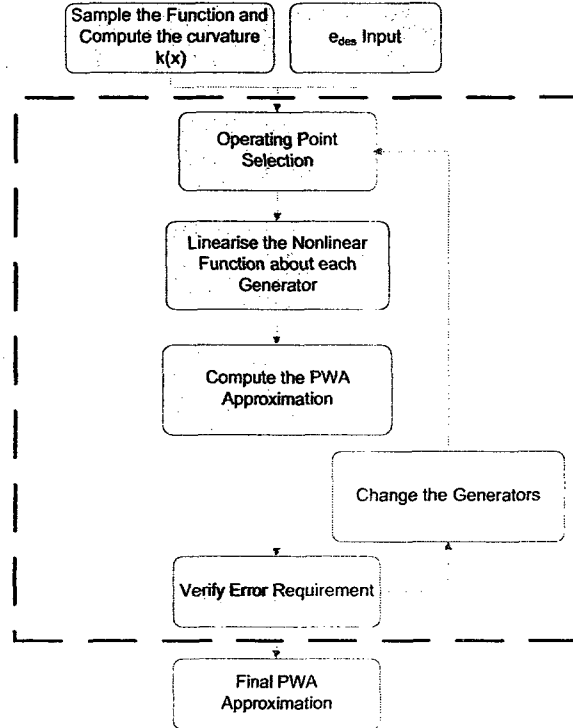 Sample the Function and
Compute the curvature
k(x)
e_des Input
Operating Point
Selection
Linearise the Nonlinear
Function about each
Generator
Compute the PWA
Approximation
Change the Generators
Verify Error Requirement
Final PWA
Approximation